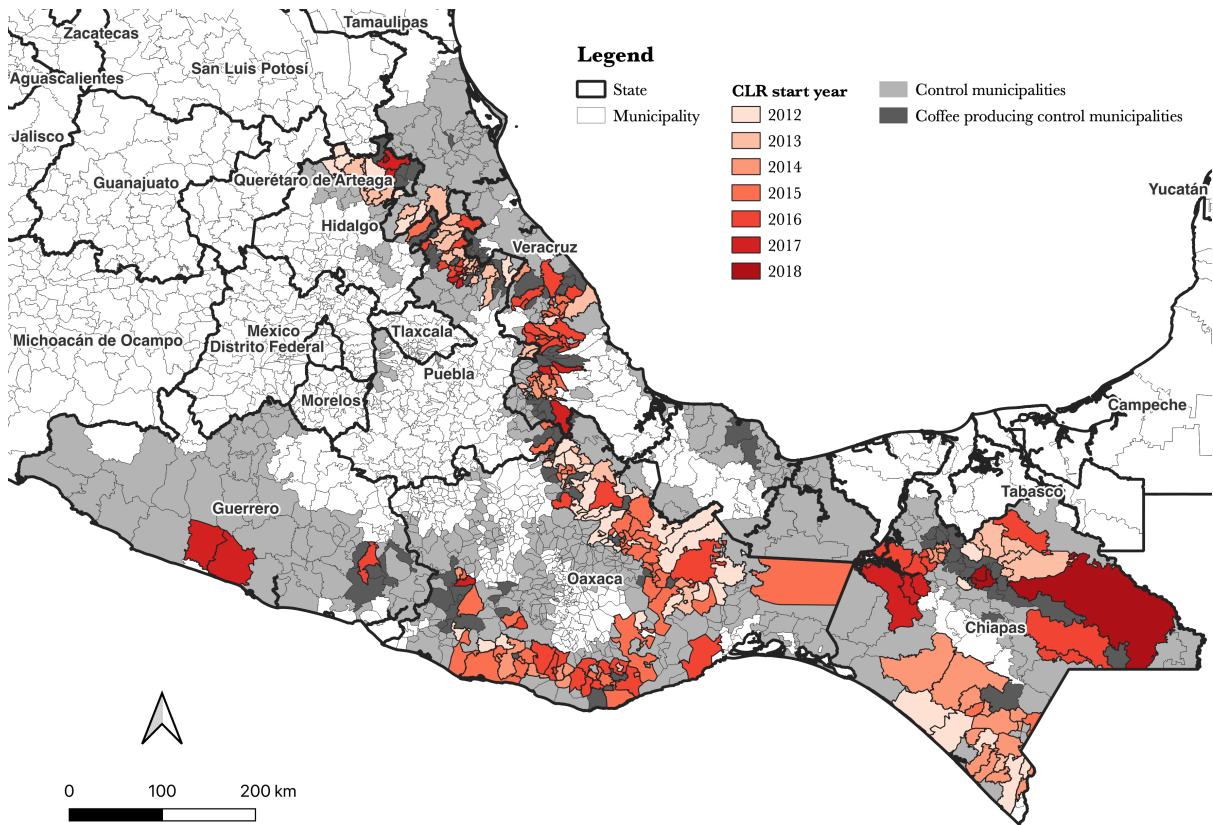 Zacatecas
Tamaulipas
San Luis Potosí
Aguascalientes
Jalisco
Guanajuato
Querétaro de Arteaga
Hidalgo
Veracruz
Yucatán
Michoacán de Ocampo
México
Distrito Federal
Tlaxcala
Puebla
Morelos
Campeche
Tabasco
Guerrero
Oaxaca
Chiapas
Legend
State
Municipality
CLR start year
2012
2013
2014
2015
2016
2017
2018
Control municipalities
Coffee producing control municipalities
0 100 200 km